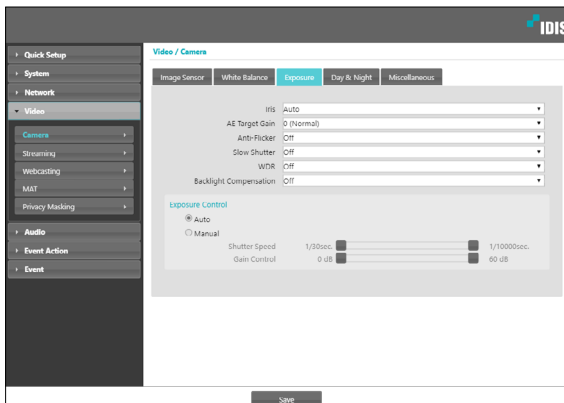 IDIS
Quick Setup
System
Network
Video
Camera
Streaming
Webcasting
MAT
Privacy Masking
Audio
Event Action
Event
Video / Camera
Image Sensor White Balance Exposure Day & Night Miscellaneous
Iris Auto
AE Target Gain 0 (Normal)
Anti-Flicker Off
Slow Shutter Off
WDR Off
Backlight Compensation Off
Exposure Control
Auto
Manual
Shutter Speed 1/30sec. 1/10000sec.
Gain Control 0 dB 60 dB
Save